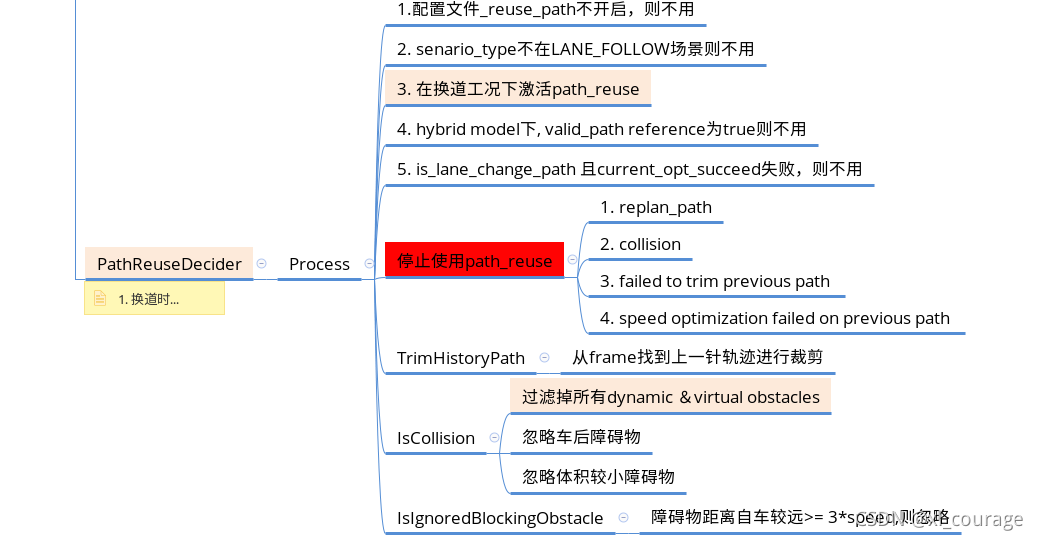 1.配置文件_reuse_path不开启，则不用
2. senario_type不在LANE_FOLLOW场景则不用
3. 在换道工况下激活path_reuse
4. hybrid model下, valid_path reference为true则不用
5. is_lane_change_path 且current_opt_succeed失败，则不用
PathReuseDecider
Process
停止使用path_reuse
1. replan_path
2. collision
3. failed to trim previous path
4. speed optimization failed on previous path
1. 换道时...
TrimHistoryPath
从frame找到上一针轨迹进行裁剪
IsCollision
过滤掉所有dynamic ＆virtual obstacles
忽略车后障碍物
忽略体积较小障碍物
IsIgnoredBlockingObstacle
障碍物距离自车较远>= 3*speed,则忽略